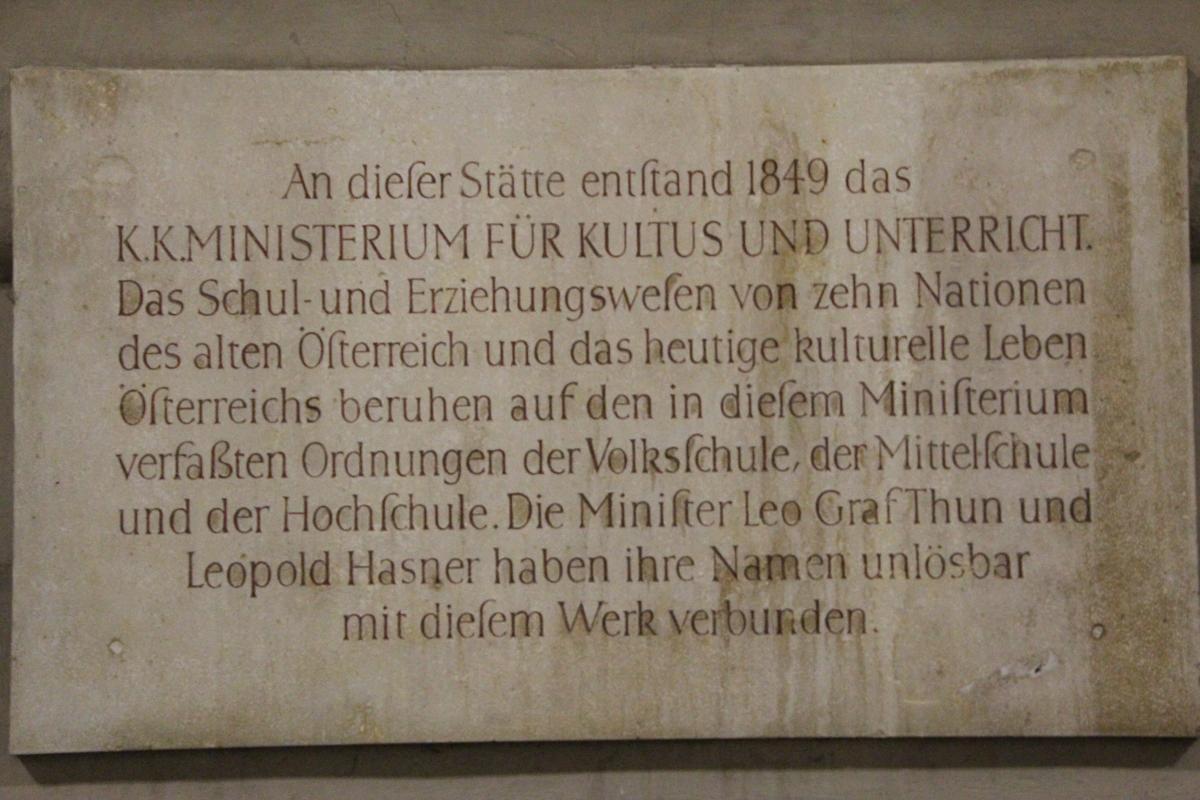 An dieſer Stätte entſtand 1849 das
K.K.MINISTERIUM FÜR KULTUS UND UNTERRICHT.
Das Schul- und Erziehungsweſen von zehn Nationen
des alten Öſterreich und das heutige kulturelle Leben
Öſterreichs beruhen auf den in dieſem Miniſterium
verfaßten Ordnungen der Volksſchule, der Mittelſchule
und der Hochſchule. Die Miniſter Leo Graf Thun und
Leopold Hasner haben ihre Namen unlösbar
mit dieſem Werk verbunden.